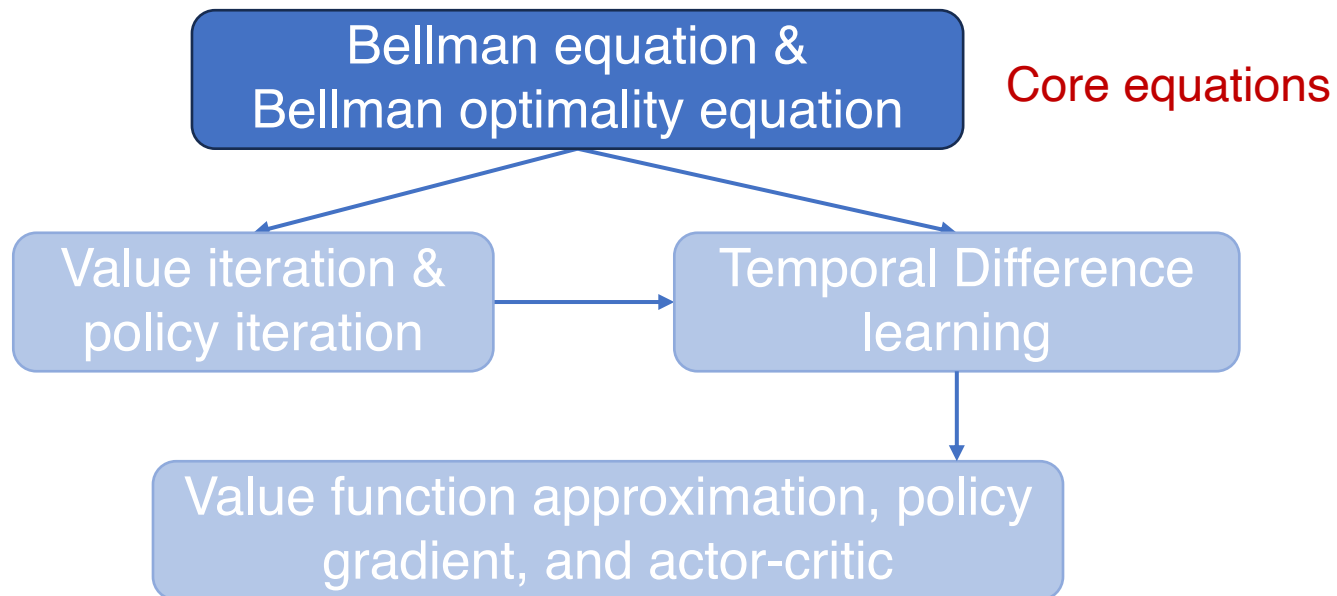 Bellman equation &
Bellman optimality equation
Core equations
Value iteration &
policy iteration
Temporal Difference
learning
Value function approximation, policy
gradient, and actor-critic